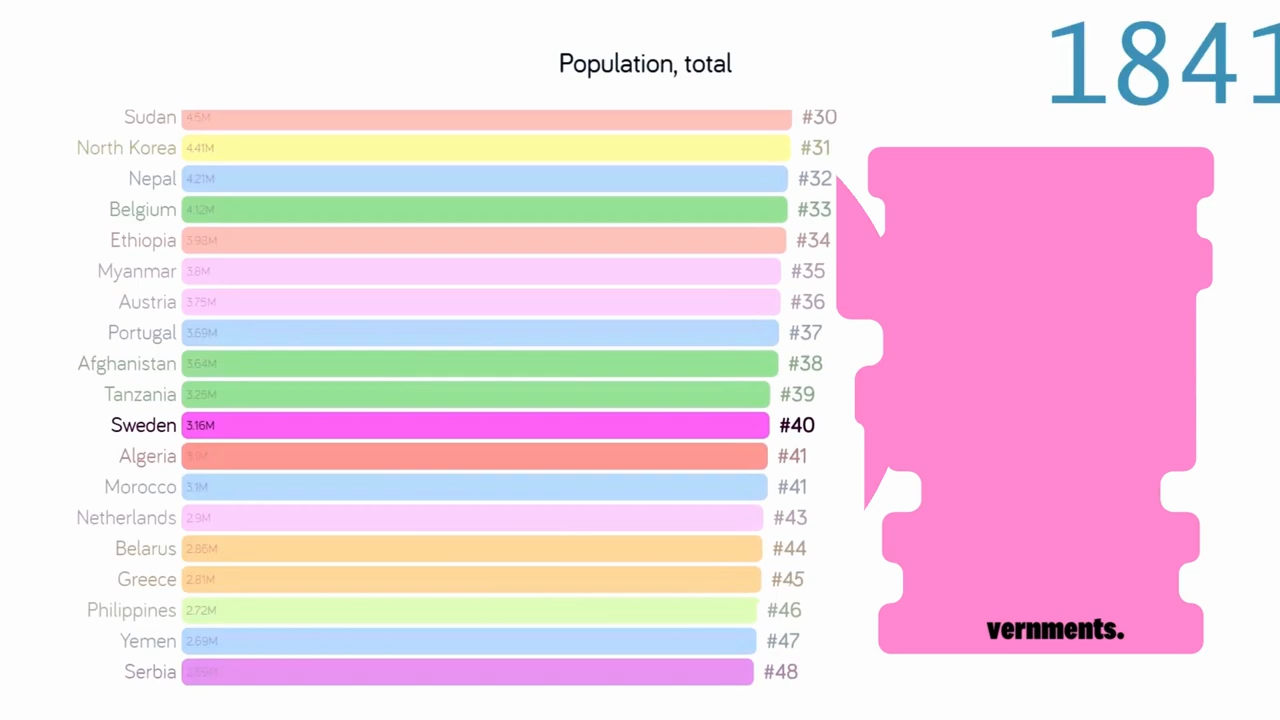 1841
Population, total
Sudan 4.5M #30
North Korea 4.41M #31
Nepal 4.21M #32
Belgium 4.12M #33
Ethiopia 3.98M #34
Myanmar 3.8M #35
Austria 3.75M #36
Portugal 3.69M #37
Afghanistan 3.64M #38
Tanzania 3.25M #39
Sweden 3.16M #40
Algeria #41
Morocco 3.1M #41
Netherlands 2.9M #43
Belarus 2.86M #44
Greece 2.81M #45
Philippines 2.72M #46
Yemen 2.69M #47
Serbia #48
vernments.